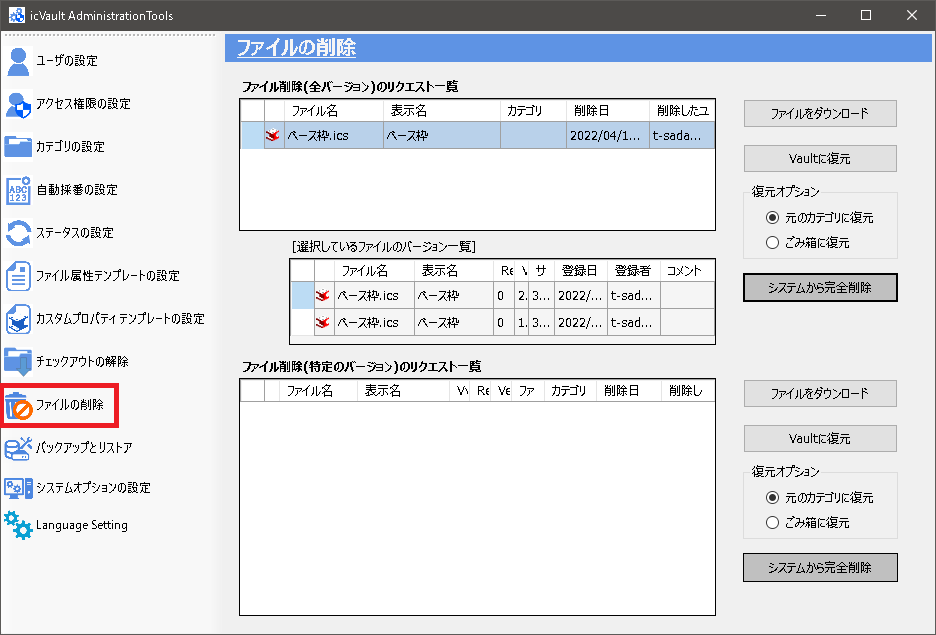 icVault AdministrationTools
ユーザの設定
アクセス権限の設定
カテゴリの設定
ABC
123
自動採番の設定
ステータスの設定
ファイル属性テンプレートの設定
カスタムプロパティテンプレートの設定
チェックアウトの解除
ファイルの削除
バックアップとリストア
システムオプションの設定
Language Setting
ファイルの削除
ファイル削除(全バージョン)のリクエスト一覧
ファイル名 表示名 カテゴリ 削除日 削除したユ
ベース枠.ics ベース枠 2022/04/1... t-sada...
[選択しているファイルのバージョン一覧]
ファイル名 表示名 Re V サ 登録日 登録者 コメント
ベース枠.ics ベース枠 0 2. 3... 2022/... t-sad...
ベース枠.ics ベース枠 0 1. 3... 2022/... t-sad...
ファイルをダウンロード
Vaultに復元
復元オプション
元のカテゴリに復元
ごみ箱に復元
システムから完全削除
ファイル削除(特定のバージョン)のリクエスト一覧
ファイル名 表示名 Re Ve ファ カテゴリ 削除日 削除し
ファイルをダウンロード
Vaultに復元
復元オプション
元のカテゴリに復元
ごみ箱に復元
システムから完全削除